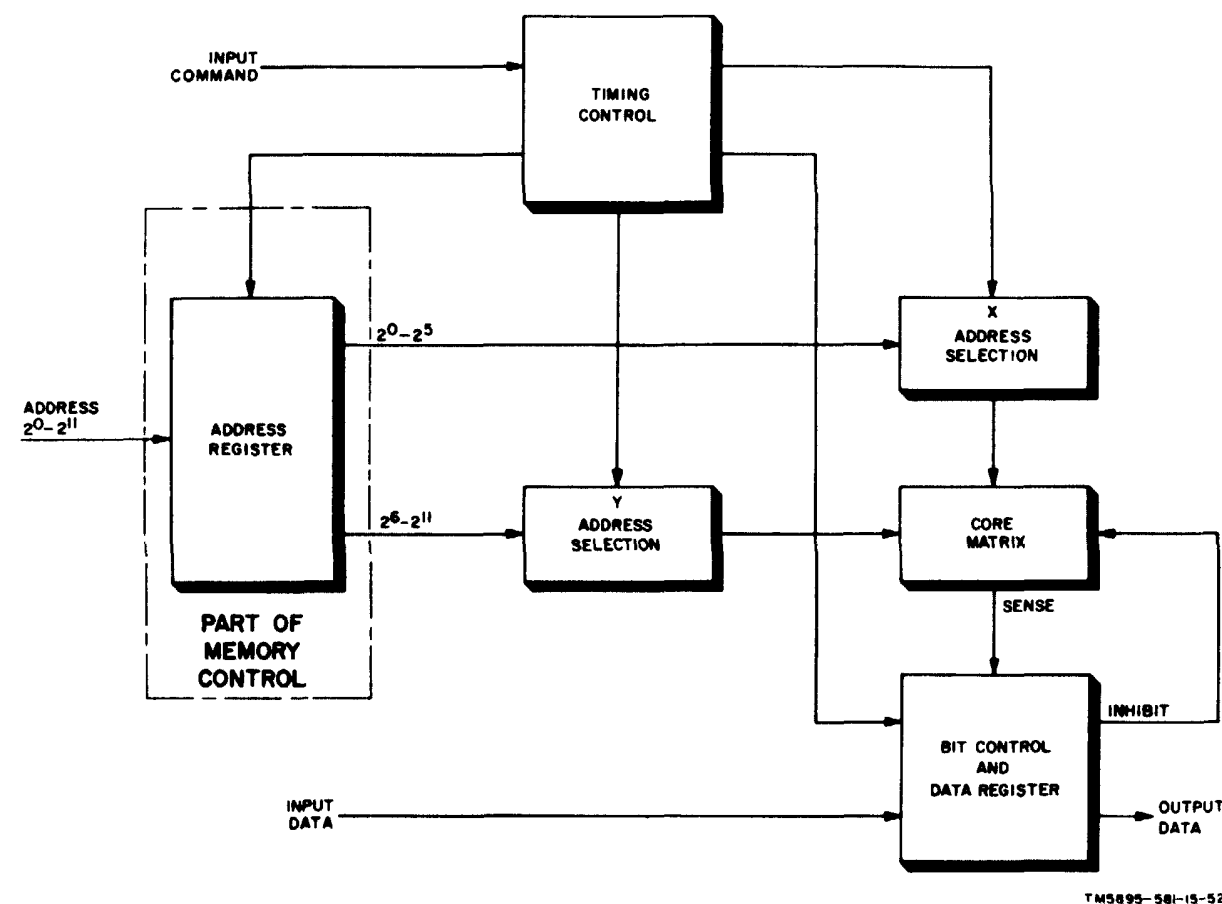 INPUT
COMMAND
TIMING
CONTROL
X
ADDRESS
SELECTION
2⁰-2⁵
ADDRESS
2⁰-2¹¹
ADDRESS
REGISTER
2⁶-2¹¹
Y
ADDRESS
SELECTION
CORE
MATRIX
SENSE
PART OF
MEMORY
CONTROL
INHIBIT
BIT CONTROL
AND
DATA REGISTER
INPUT
DATA
OUTPUT
DATA
TM5895-581-15-52